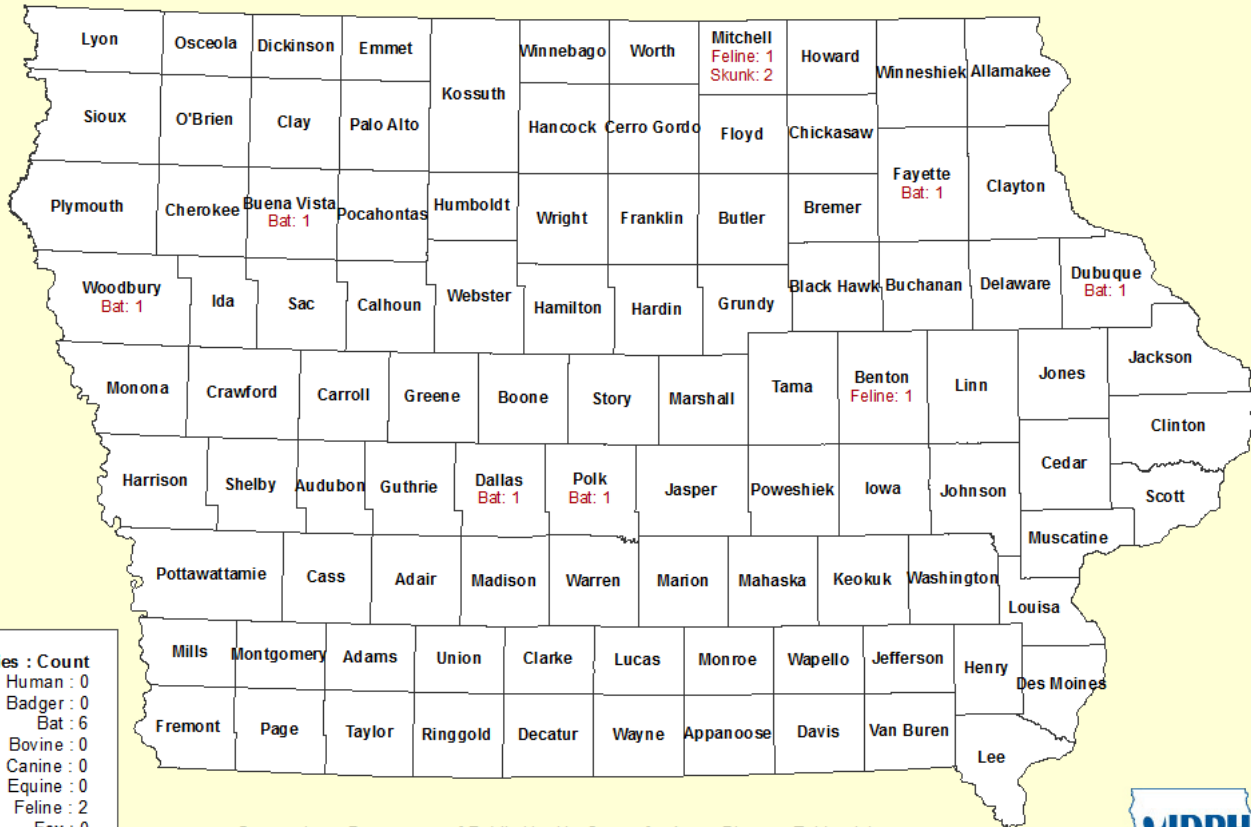 Lyon
Osceola
Dickinson
Emmet
Kossuth
Winnebago
Worth
Mitchell
Feline: 1
Skunk: 2
Howard
Winneshiek
Allamakee
Sioux
O'Brien
Clay
Palo Alto
Hancock
Cerro Gordo
Floyd
Chickasaw
Plymouth
Cherokee
Buena Vista
Bat: 1
Pocahontas
Humboldt
Wright
Franklin
Butler
Bremer
Fayette
Bat: 1
Clayton
Woodbury
Bat: 1
Ida
Sac
Calhoun
Webster
Hamilton
Hardin
Grundy
Black Hawk
Buchanan
Delaware
Dubuque
Bat: 1
Monona
Crawford
Carroll
Greene
Boone
Story
Marshall
Tama
Benton
Feline: 1
Linn
Jones
Jackson
Clinton
Harrison
Shelby
Audubon
Guthrie
Dallas
Bat: 1
Polk
Bat: 1
Jasper
Poweshiek
Iowa
Johnson
Cedar
Scott
Muscatine
Pottawattamie
Cass
Adair
Madison
Warren
Marion
Mahaska
Keokuk
Washington
Louisa
Mills
Montgomery
Adams
Union
Clarke
Lucas
Monroe
Wapello
Jefferson
Henry
Des Moines
Fremont
Page
Taylor
Ringgold
Decatur
Wayne
Appanoose
Davis
Van Buren
Lee
es : Count
Human : 0
Badger : 0
Bat : 6
Bovine : 0
Canine : 0
Equine : 0
Feline : 2